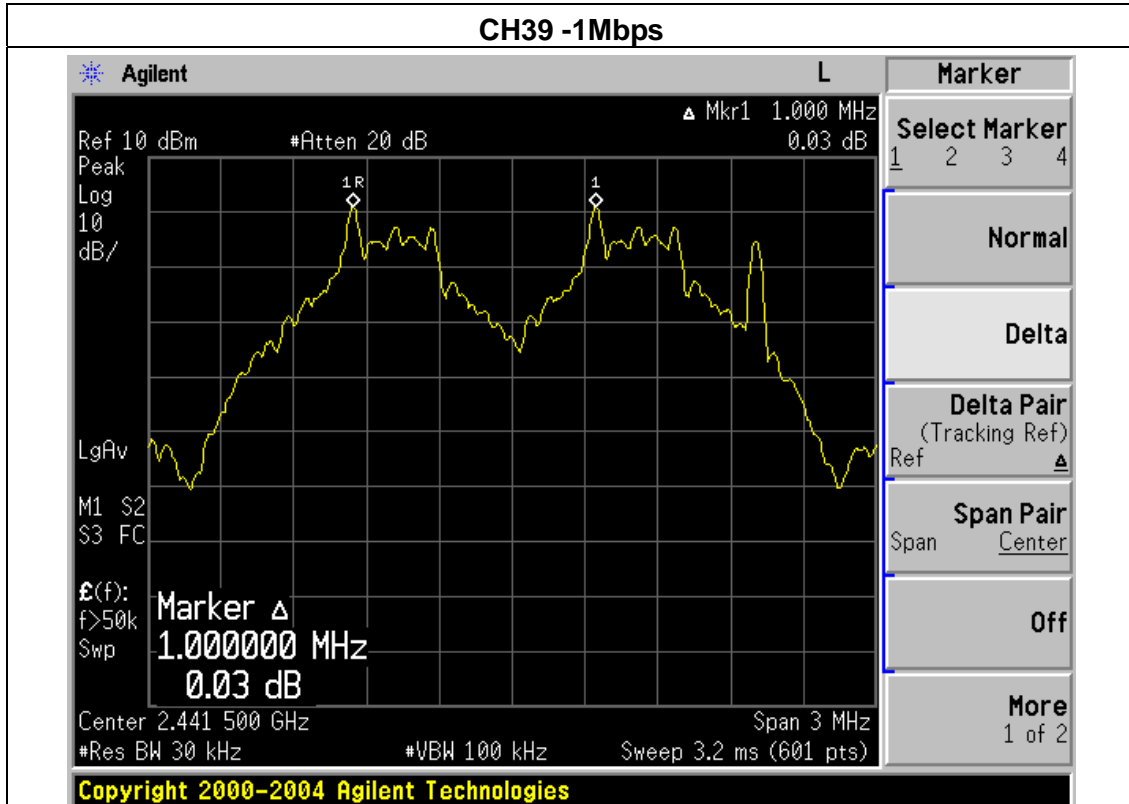 CH39 -1Mbps
Agilent L Marker
Δ Mkr1 1.000 MHz
Ref 10 dBm #Atten 20 dB 0.03 dB
Peak
Log
10
dB/
1R 1
LgAv
M1 S2
S3 FC
£(f):
f>50k
Swp
Marker Δ
1.000000 MHz
0.03 dB
Center 2.441 500 GHz Span 3 MHz
#Res BW 30 kHz #VBW 100 kHz Sweep 3.2 ms (601 pts)
Select Marker
1 2 3 4
Normal
Delta
Delta Pair
(Tracking Ref)
Ref Δ
Span Pair
Span Center
Off
More
1 of 2
Copyright 2000-2004 Agilent Technologies